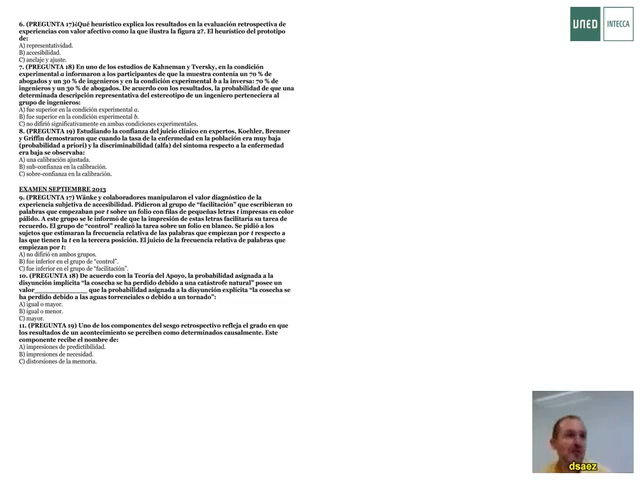 6. (PREGUNTA 17)¿Qué heurístico explica los resultados en la evaluación retrospectiva de
experiencias con valor afectivo como la que ilustra la figura 2?. El heurístico del prototipo
de:
A) representatividad.
B) accesibilidad.
C) anclaje y ajuste.
7. (PREGUNTA 18) En uno de los estudios de Kahneman y Tversky, en la condición
experimental a informaron a los participantes de que la muestra contenía un 70 % de
abogados y un 30 % de ingenieros y en la condición experimental b a la inversa: 70 % de
ingenieros y un 30 % de abogados. De acuerdo con los resultados, la probabilidad de que una
determinada descripción representativa del estereotipo de un ingeniero perteneciera al
grupo de ingenieros:
A) fue superior en la condición experimental a.
B) fue superior en la condición experimental b.
C) no difirió significativamente en ambas condiciones experimentales.
8. (PREGUNTA 19) Estudiando la confianza del juicio clínico en expertos, Koehler, Brenner
y Griffin demostraron que cuando la tasa de la enfermedad en la población era muy baja
(probabilidad a priori) y la discriminabilidad (alfa) del síntoma respecto a la enfermedad
era baja se observaba:
A) una calibración ajustada.
B) sub-confianza en la calibración.
C) sobre-confianza en la calibración.
EXAMEN SEPTIEMBRE 2013
9. (PREGUNTA 17) Wänke y colaboradores manipularon el valor diagnóstico de la
experiencia subjetiva de accesibilidad. Pidieron al grupo de “facilitación” que escribieran 10
palabras que empezaban por t sobre un folio con filas de pequeñas letras t impresas en color
pálido. A este grupo se le informó de que la impresión de estas letras facilitaría su tarea de
recuerdo. El grupo de “control” realizó la tarea sobre un folio en blanco. Se pidió a los
sujetos que estimaran la frecuencia relativa de las palabras que empiezan por t respecto a
las que tienen la t en la tercera posición. El juicio de la frecuencia relativa de palabras que
empiezan por t:
A) no difirió en ambos grupos.
B) fue inferior en el grupo de “control”.
C) fue inferior en el grupo de “facilitación”.
10. (PREGUNTA 18) De acuerdo con la Teoría del Apoyo, la probabilidad asignada a la
disyunción implícita “la cosecha se ha perdido debido a una catástrofe natural” posee un
valor______________ que la probabilidad asignada a la disyunción explícita “la cosecha se
ha perdido debido a las aguas torrenciales o debido a un tornado”:
A) igual o mayor.
B) igual o menor.
C) mayor.
11. (PREGUNTA 19) Uno de los componentes del sesgo retrospectivo refleja el grado en que
los resultados de un acontecimiento se perciben como determinados causalmente. Este
componente recibe el nombre de:
A) impresiones de predictibilidad.
B) impresiones de necesidad.
C) distorsiones de la memoria.
UNED INTECCA
dsaez